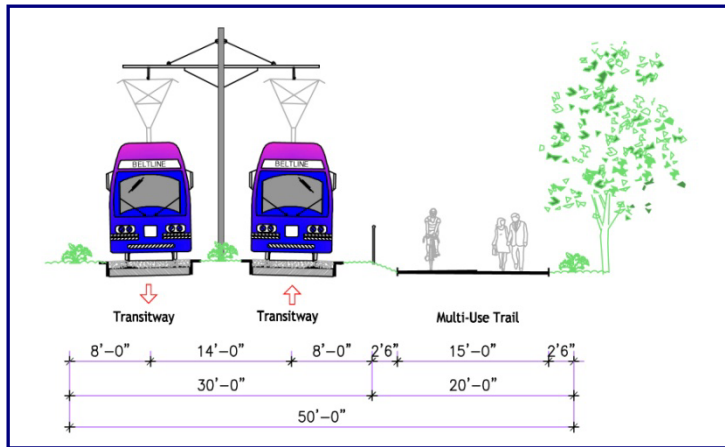 BELTLINE BELTLINE
Transitway Transitway Multi-Use Trail
8'-0" 14'-0" 8'-0" 2'6" 15'-0" 2'6"
30'-0" 20'-0"
50'-0"